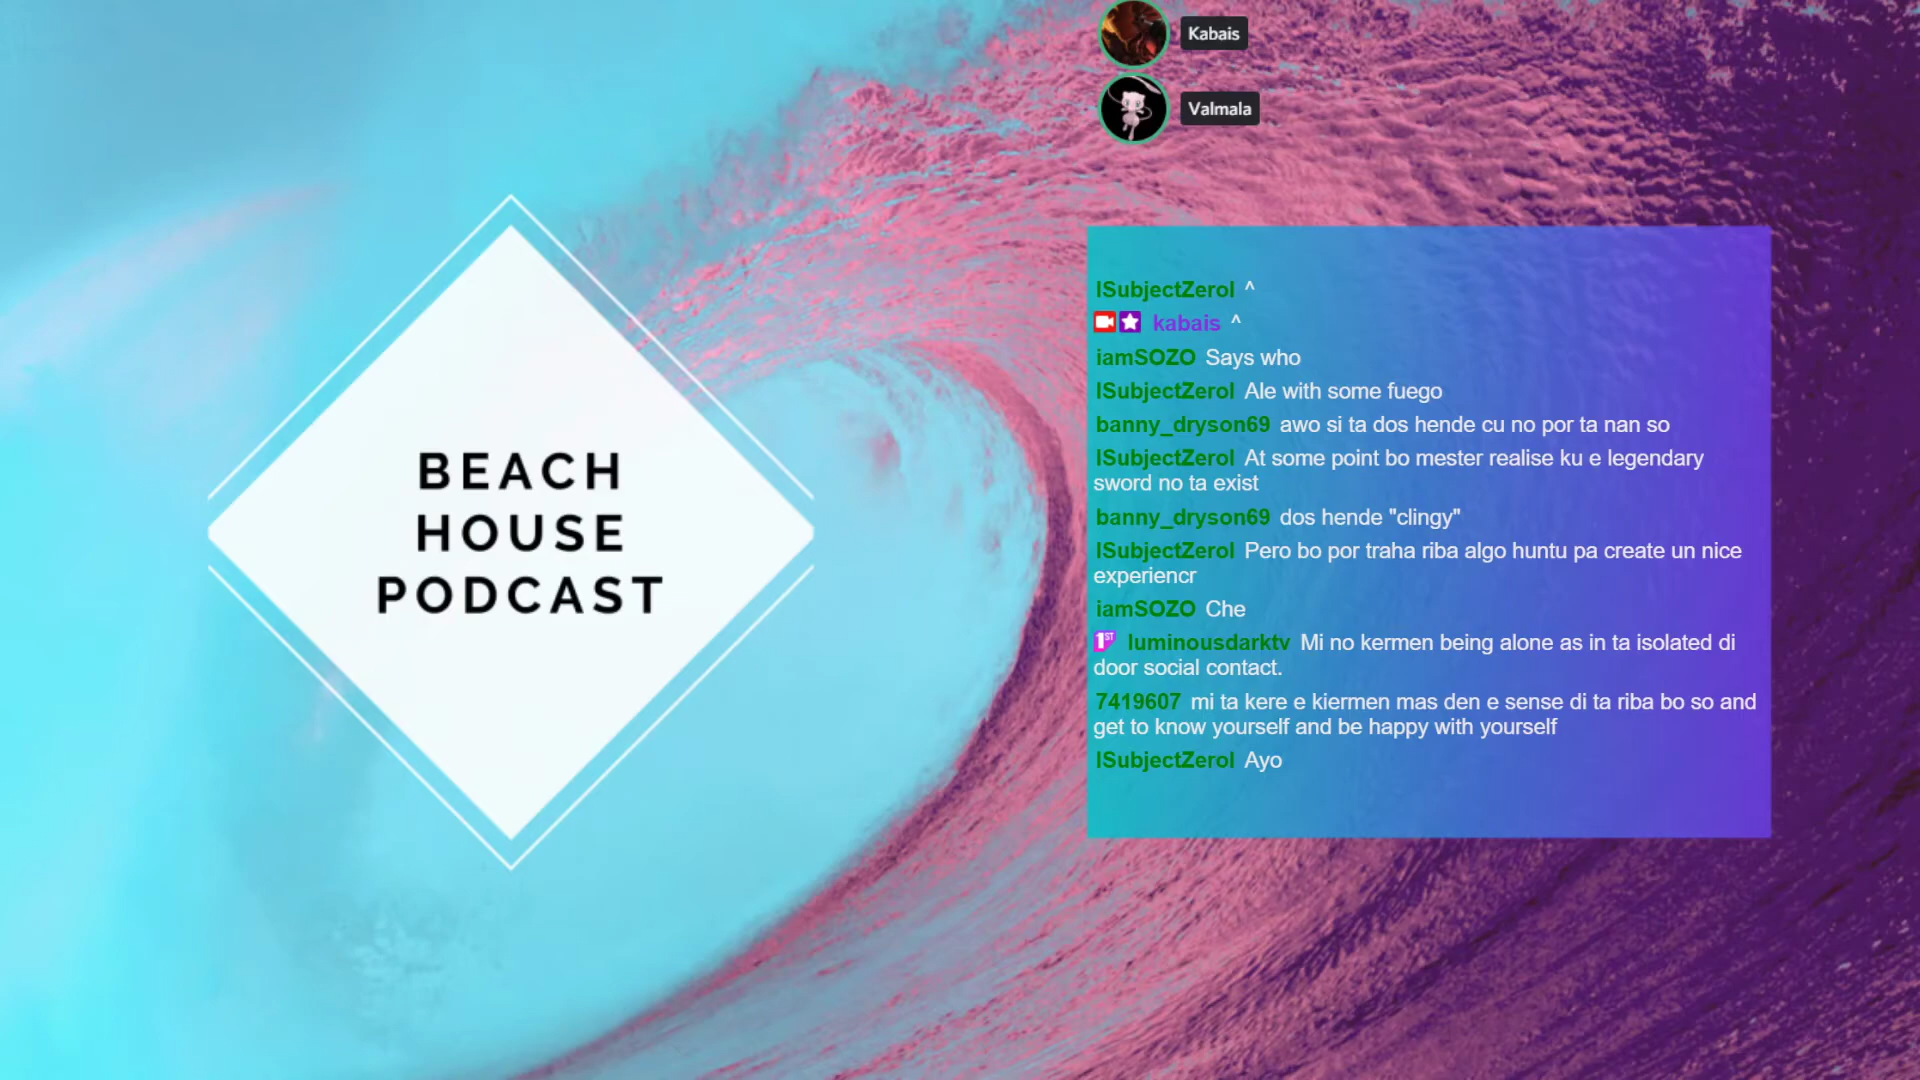 Kabais
Valmala
BEACH
HOUSE
PODCAST
ISubjectZeroI ^
kabais ^
iamSOZO Says who
ISubjectZeroI Ale with some fuego
banny_dryson69 awo si ta dos hende cu no por ta nan so
ISubjectZeroI At some point bo mester realise ku e legendary
sword no ta exist
banny_dryson69 dos hende "clingy"
ISubjectZeroI Pero bo por traha riba algo huntu pa create un nice
experiencr
iamSOZO Che
1ST luminousdarktv Mi no kermen being alone as in ta isolated di
door social contact.
7419607 mi ta kere e kiermen mas den e sense di ta riba bo so and
get to know yourself and be happy with yourself
ISubjectZeroI Ayo